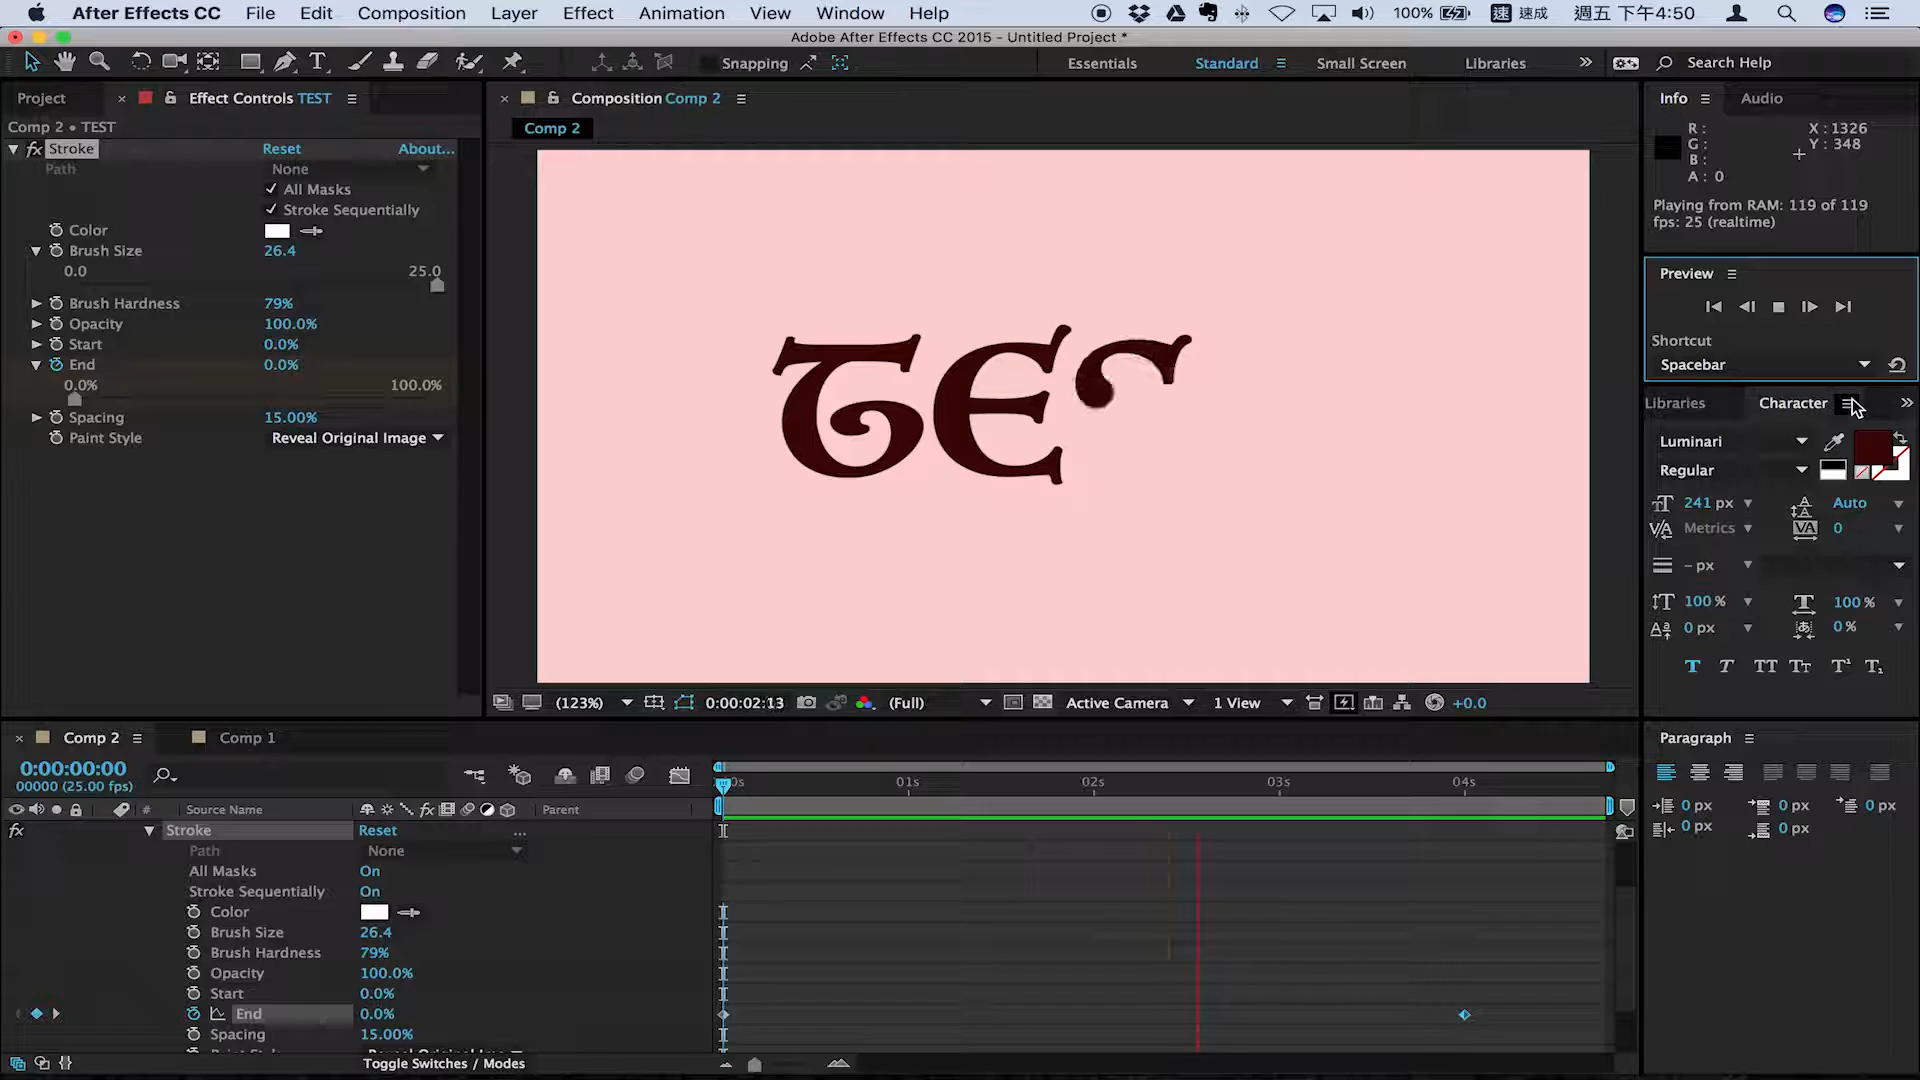 After Effects CC File Edit Composition Layer Effect Animation View Window Help 100% 速 速成 週五 下午4:50
Adobe After Effects CC 2015 - Untitled Project *
Snapping Essentials Standard Small Screen Libraries Search Help
Project Effect Controls TEST Composition Comp 2 Info Audio
Comp 2 • TEST
Comp 2
fx Stroke Reset About...
Path None
✓ All Masks
✓ Stroke Sequentially
Color
Brush Size 26.4
0.0 25.0
Brush Hardness 79%
Opacity 100.0%
Start 0.0%
End 0.0%
0.0% 100.0%
Spacing 15.00%
Paint Style Reveal Original Image
TE
(123%) 0:00:02:13 (Full) Active Camera 1 View +0.0
R : X : 1326
G : Y : 348
B :
A : 0
Playing from RAM: 119 of 119
fps: 25 (realtime)
Preview
Shortcut
Spacebar
Libraries Character
Luminari
Regular
241 px Auto
Metrics 0
- px
100 % 100 %
0 px 0 %
T T TT TT T¹ T₁
Comp 2 Comp 1
0:00:00:00
00000 (25.00 fps)
0s 01s 02s 03s 04s
# Source Name Parent
fx Stroke Reset ...
Path None
All Masks On
Stroke Sequentially On
Color
Brush Size 26.4
Brush Hardness 79%
Opacity 100.0%
Start 0.0%
End 0.0%
Spacing 15.00%
Toggle Switches / Modes
Paragraph
0 px 0 px 0 px
0 px 0 px